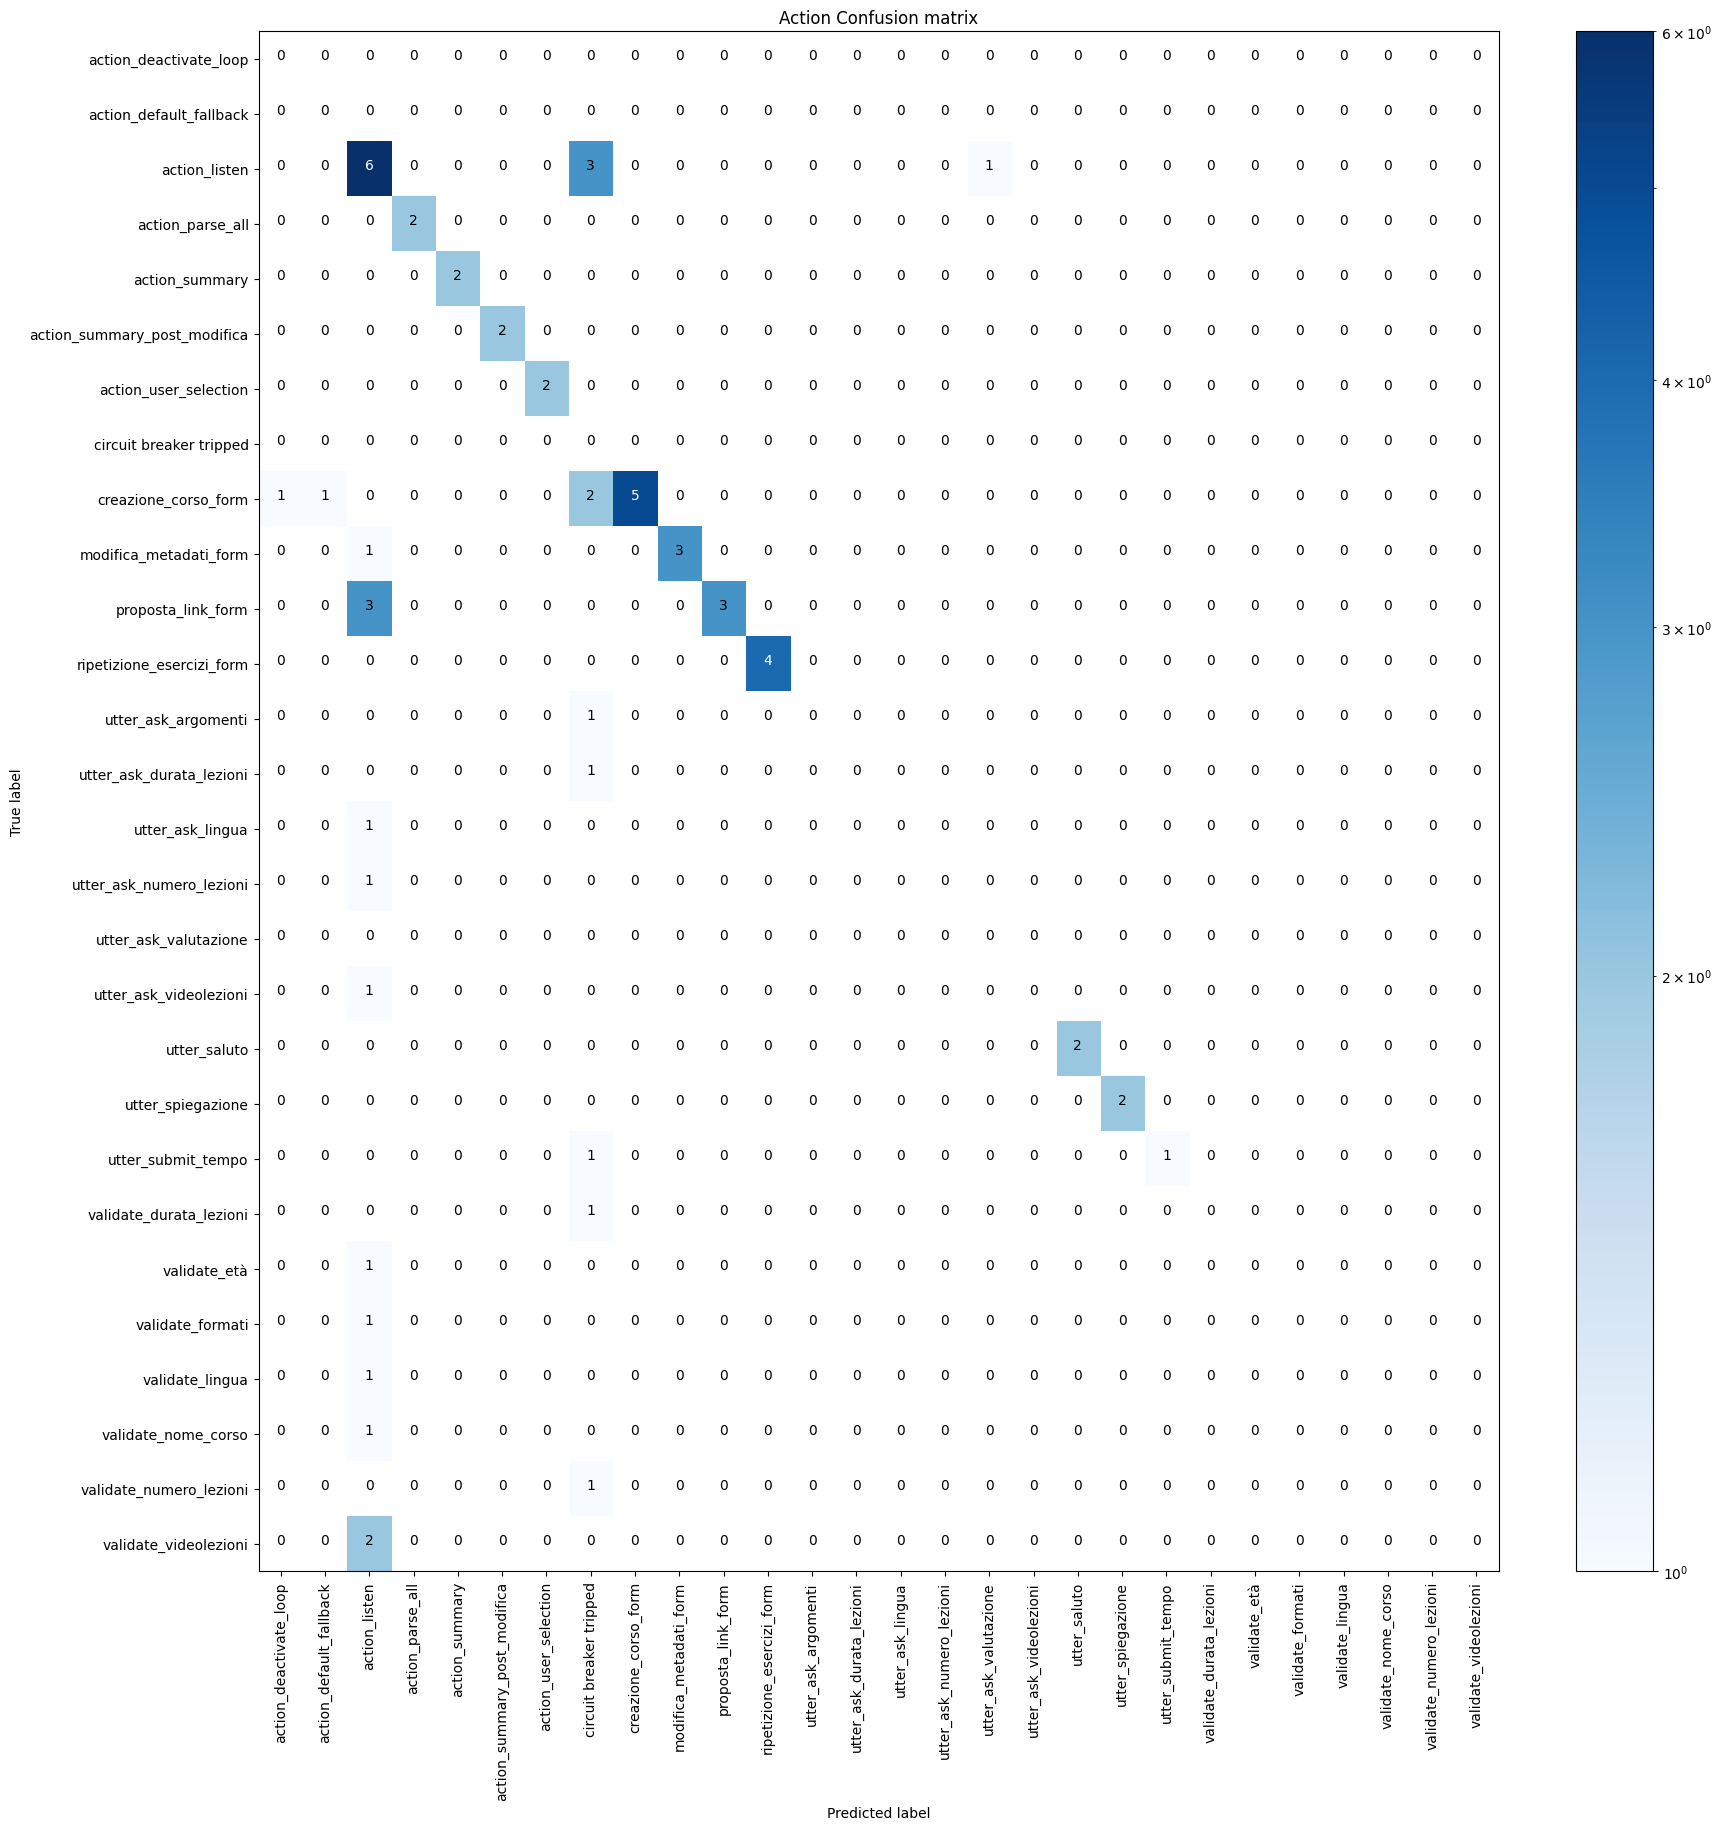 Action Confusion matrix
action_deactivate_loop 0 0 0 0 0 0 0 0 0 0 0 0 0 0 0 0 0 0 0 0 0 0 0 0 0 0 0 0
action_default_fallback 0 0 0 0 0 0 0 0 0 0 0 0 0 0 0 0 0 0 0 0 0 0 0 0 0 0 0 0
action_listen 0 0 6 0 0 0 0 3 0 0 0 0 0 0 0 0 1 0 0 0 0 0 0 0 0 0 0 0
action_parse_all 0 0 0 2 0 0 0 0 0 0 0 0 0 0 0 0 0 0 0 0 0 0 0 0 0 0 0 0
action_summary 0 0 0 0 2 0 0 0 0 0 0 0 0 0 0 0 0 0 0 0 0 0 0 0 0 0 0 0
action_summary_post_modifica 0 0 0 0 0 2 0 0 0 0 0 0 0 0 0 0 0 0 0 0 0 0 0 0 0 0 0 0
action_user_selection 0 0 0 0 0 0 2 0 0 0 0 0 0 0 0 0 0 0 0 0 0 0 0 0 0 0 0 0
circuit breaker tripped 0 0 0 0 0 0 0 0 0 0 0 0 0 0 0 0 0 0 0 0 0 0 0 0 0 0 0 0
creazione_corso_form 1 1 0 0 0 0 0 2 5 0 0 0 0 0 0 0 0 0 0 0 0 0 0 0 0 0 0 0
modifica_metadati_form 0 0 1 0 0 0 0 0 0 3 0 0 0 0 0 0 0 0 0 0 0 0 0 0 0 0 0 0
proposta_link_form 0 0 3 0 0 0 0 0 0 0 3 0 0 0 0 0 0 0 0 0 0 0 0 0 0 0 0 0
ripetizione_esercizi_form 0 0 0 0 0 0 0 0 0 0 0 4 0 0 0 0 0 0 0 0 0 0 0 0 0 0 0 0
utter_ask_argomenti 0 0 0 0 0 0 0 1 0 0 0 0 0 0 0 0 0 0 0 0 0 0 0 0 0 0 0 0
utter_ask_durata_lezioni 0 0 0 0 0 0 0 1 0 0 0 0 0 0 0 0 0 0 0 0 0 0 0 0 0 0 0 0
utter_ask_lingua 0 0 1 0 0 0 0 0 0 0 0 0 0 0 0 0 0 0 0 0 0 0 0 0 0 0 0 0
utter_ask_numero_lezioni 0 0 1 0 0 0 0 0 0 0 0 0 0 0 0 0 0 0 0 0 0 0 0 0 0 0 0 0
utter_ask_valutazione 0 0 0 0 0 0 0 0 0 0 0 0 0 0 0 0 0 0 0 0 0 0 0 0 0 0 0 0
utter_ask_videolezioni 0 0 1 0 0 0 0 0 0 0 0 0 0 0 0 0 0 0 0 0 0 0 0 0 0 0 0 0
utter_saluto 0 0 0 0 0 0 0 0 0 0 0 0 0 0 0 0 0 0 2 0 0 0 0 0 0 0 0 0
utter_spiegazione 0 0 0 0 0 0 0 0 0 0 0 0 0 0 0 0 0 0 0 2 0 0 0 0 0 0 0 0
utter_submit_tempo 0 0 0 0 0 0 0 1 0 0 0 0 0 0 0 0 0 0 0 0 1 0 0 0 0 0 0 0
validate_durata_lezioni 0 0 0 0 0 0 0 1 0 0 0 0 0 0 0 0 0 0 0 0 0 0 0 0 0 0 0 0
validate_età 0 0 1 0 0 0 0 0 0 0 0 0 0 0 0 0 0 0 0 0 0 0 0 0 0 0 0 0
validate_formati 0 0 1 0 0 0 0 0 0 0 0 0 0 0 0 0 0 0 0 0 0 0 0 0 0 0 0 0
validate_lingua 0 0 1 0 0 0 0 0 0 0 0 0 0 0 0 0 0 0 0 0 0 0 0 0 0 0 0 0
validate_nome_corso 0 0 1 0 0 0 0 0 0 0 0 0 0 0 0 0 0 0 0 0 0 0 0 0 0 0 0 0
validate_numero_lezioni 0 0 0 0 0 0 0 1 0 0 0 0 0 0 0 0 0 0 0 0 0 0 0 0 0 0 0 0
validate_videolezioni 0 0 2 0 0 0 0 0 0 0 0 0 0 0 0 0 0 0 0 0 0 0 0 0 0 0 0 0
True label
action_deactivate_loop
action_default_fallback
action_listen
action_parse_all
action_summary
action_summary_post_modifica
action_user_selection
circuit breaker tripped
creazione_corso_form
modifica_metadati_form
proposta_link_form
ripetizione_esercizi_form
utter_ask_argomenti
utter_ask_durata_lezioni
utter_ask_lingua
utter_ask_numero_lezioni
utter_ask_valutazione
utter_ask_videolezioni
utter_saluto
utter_spiegazione
utter_submit_tempo
validate_durata_lezioni
validate_età
validate_formati
validate_lingua
validate_nome_corso
validate_numero_lezioni
validate_videolezioni
Predicted label
6 × 10⁰
4 × 10⁰
3 × 10⁰
2 × 10⁰
10⁰